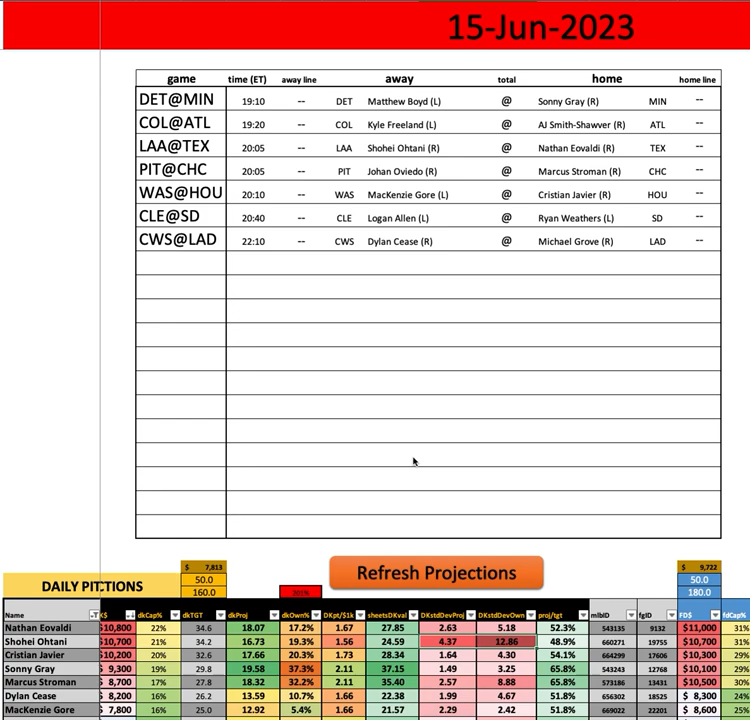 15-Jun-2023
game time (ET) away line away total home home line
DET@MIN 19:10 -- DET Matthew Boyd (L) @ Sonny Gray (R) MIN --
COL@ATL 19:20 -- COL Kyle Freeland (L) @ AJ Smith-Shawver (R) ATL --
LAA@TEX 20:05 -- LAA Shohei Ohtani (R) @ Nathan Eovaldi (R) TEX --
PIT@CHC 20:05 -- PIT Johan Oviedo (R) @ Marcus Stroman (R) CHC --
WAS@HOU 20:10 -- WAS MacKenzie Gore (L) @ Cristian Javier (R) HOU --
CLE@SD 20:40 -- CLE Logan Allen (L) @ Ryan Weathers (L) SD --
CWS@LAD 22:10 -- CWS Dylan Cease (R) @ Michael Grove (R) LAD --
$ 7,813 $ 9,722
Refresh Projections
50.0 50.0
DAILY PIT TIONS
160.0 180.0
Name K$ dkCap% dkTGT dkProj dkOwn% DKpt/$1k sheetsDKval DKstdDevProj DKstdDevOwn proj/tgt mlbID fgID FD$ fdCap%
Nathan Eovaldi $10,800 22% 34.6 18.07 17.2% 1.67 27.85 2.63 5.18 52.3% 543135 9132 $11,000 31%
Shohei Ohtani $10,700 21% 34.2 16.73 19.3% 1.56 24.59 4.37 12.86 48.9% 660271 19755 $10,700 31%
Cristian Javier $10,200 20% 32.6 17.66 20.3% 1.73 28.34 1.64 4.30 54.1% 664299 17606 $10,300 29%
Sonny Gray $ 9,300 19% 29.8 19.58 37.3% 2.11 37.15 1.49 3.25 65.8% 543243 12768 $10,100 29%
Marcus Stroman $ 8,700 17% 27.8 18.32 32.2% 2.11 35.40 2.57 8.88 65.8% 573186 13431 $10,500 30%
Dylan Cease $ 8,200 16% 26.2 13.59 10.7% 1.66 22.38 1.99 4.67 51.8% 656302 18525 $ 8,300 24%
MacKenzie Gore $ 7,800 16% 25.0 12.92 5.4% 1.66 21.57 2.29 2.42 51.8% 669022 22201 $ 8,600 25%